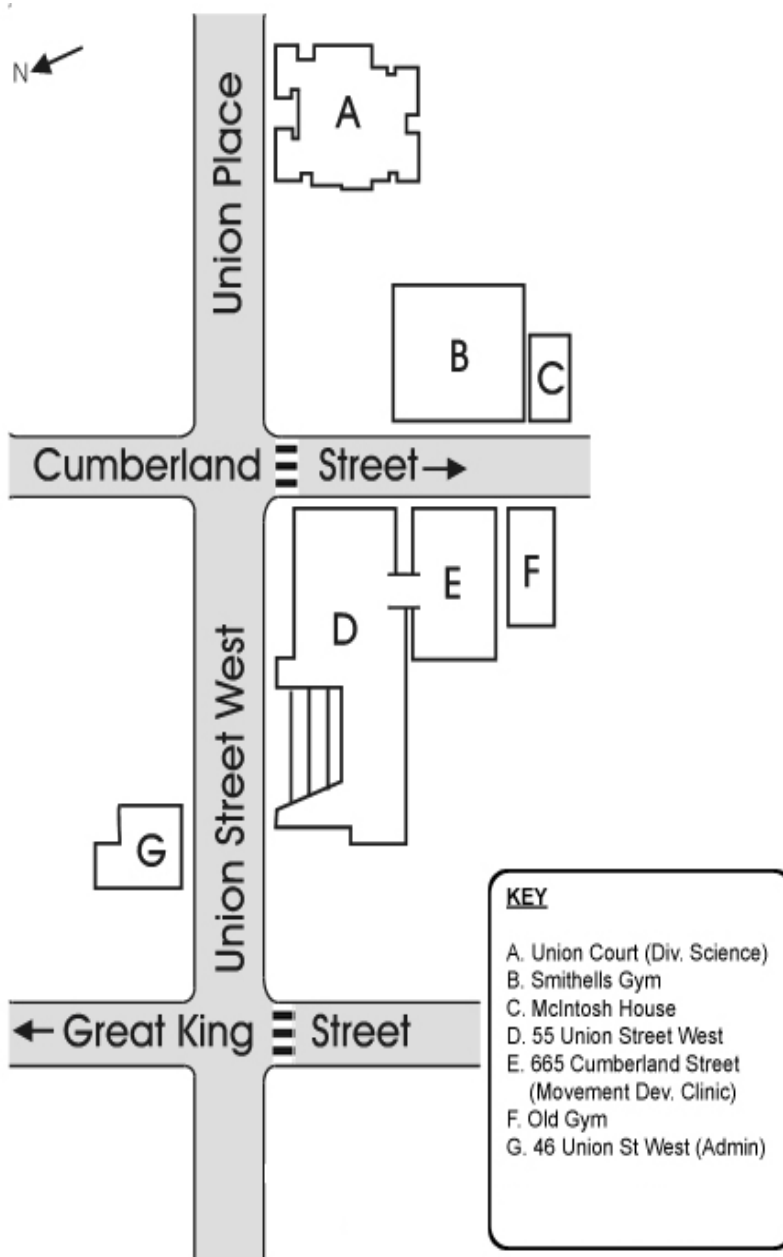 N
Union Place
A
B
C
Cumberland Street
D
E
F
Union Street West
G
Great King Street
KEY
A. Union Court (Div. Science)
B. Smithells Gym
C. McIntosh House
D. 55 Union Street West
E. 665 Cumberland Street
(Movement Dev. Clinic)
F. Old Gym
G. 46 Union St West (Admin)